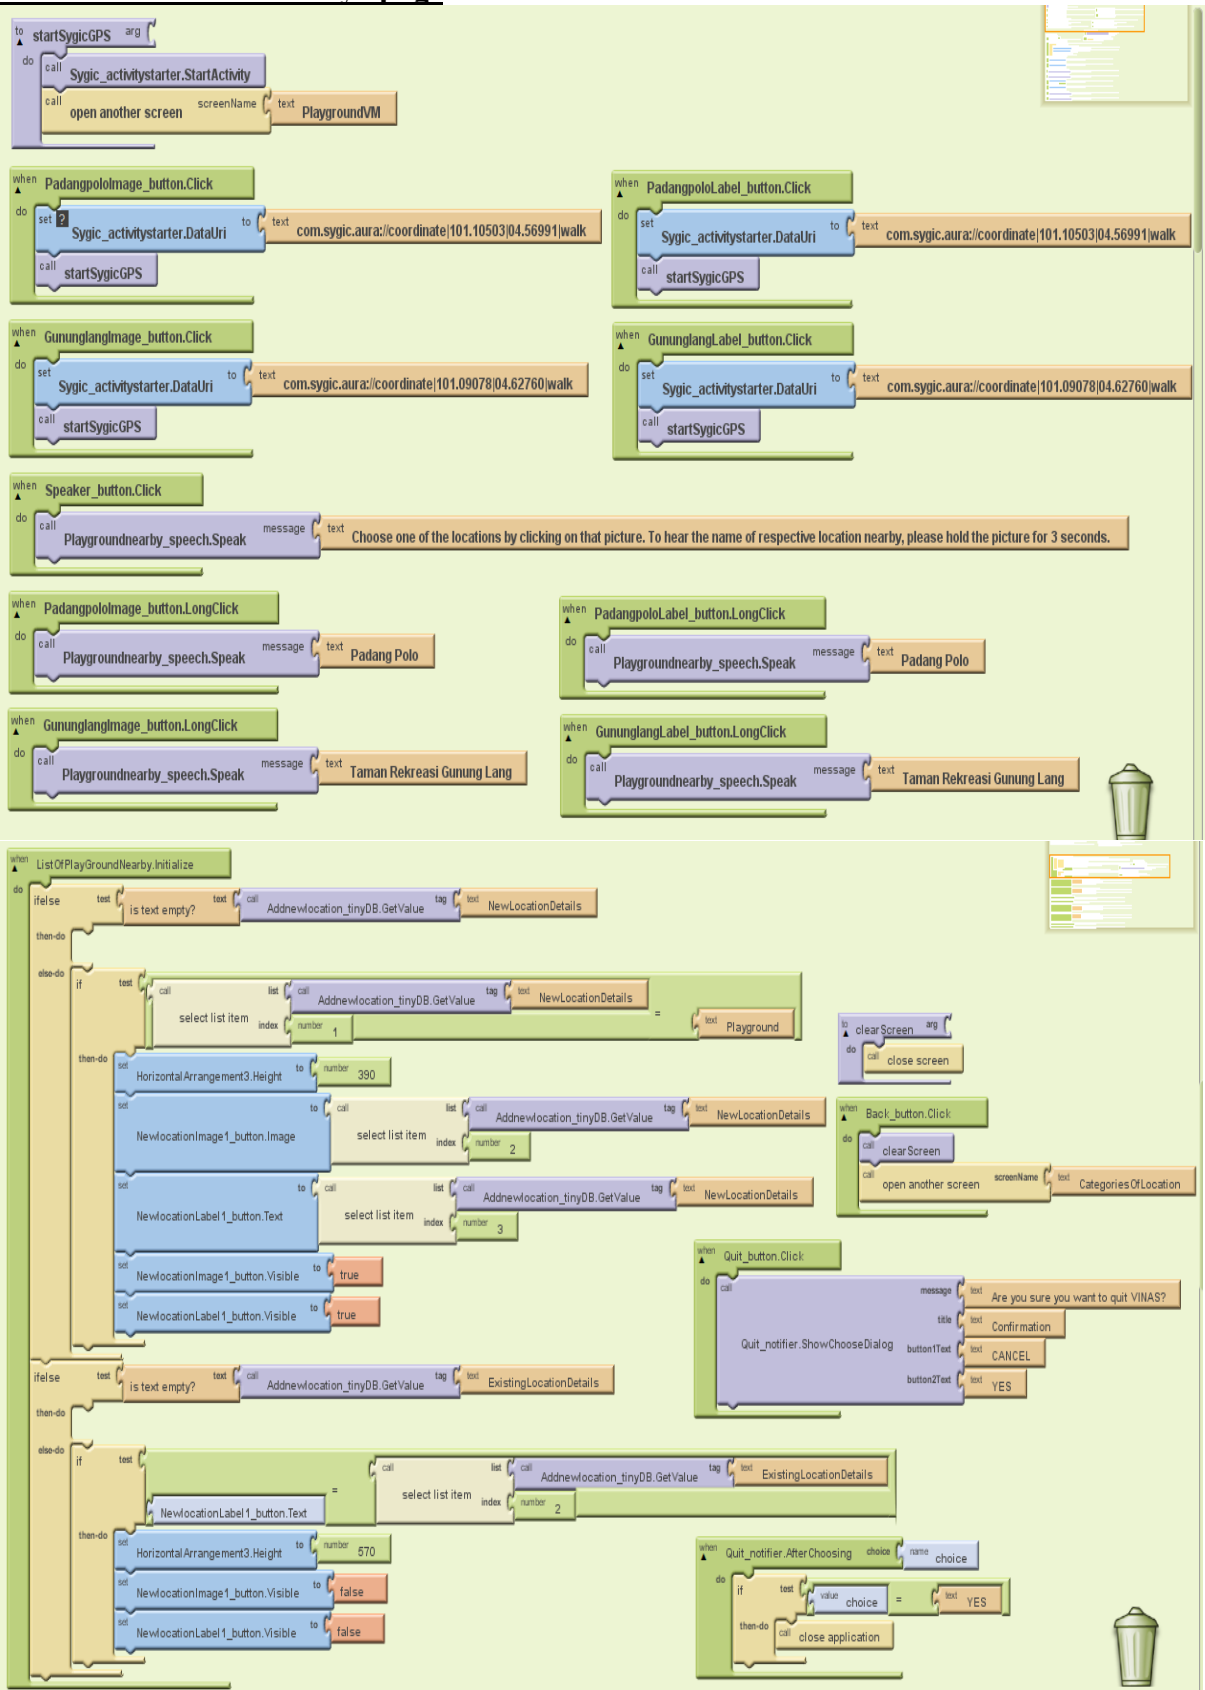 to startSygicGPS arg
do call Sygic_activitystarter.StartActivity
call open another screen screenName text PlaygroundVM
when PadangpoloImage_button.Click
do set ? Sygic_activitystarter.DataUri to text com.sygic.aura://coordinate|101.10503|04.56991|walk
call startSygicGPS
when PadangpoloLabel_button.Click
do set Sygic_activitystarter.DataUri to text com.sygic.aura://coordinate|101.10503|04.56991|walk
call startSygicGPS
when GununglangImage_button.Click
do set Sygic_activitystarter.DataUri to text com.sygic.aura://coordinate|101.09078|04.62760|walk
call startSygicGPS
when GununglangLabel_button.Click
do set Sygic_activitystarter.DataUri to text com.sygic.aura://coordinate|101.09078|04.62760|walk
call startSygicGPS
when Speaker_button.Click
do call Playgroundnearby_speech.Speak message text Choose one of the locations by clicking on that picture. To hear the name of respective location nearby, please hold the picture for 3 seconds.
when PadangpoloImage_button.LongClick
do call Playgroundnearby_speech.Speak message text Padang Polo
when PadangpoloLabel_button.LongClick
do call Playgroundnearby_speech.Speak message text Padang Polo
when GununglangImage_button.LongClick
do call Playgroundnearby_speech.Speak message text Taman Rekreasi Gunung Lang
when GununglangLabel_button.LongClick
do call Playgroundnearby_speech.Speak message text Taman Rekreasi Gunung Lang
when ListOfPlayGroundNearby.Initialize
do ifelse test is text empty? text call Addnewlocation_tinyDB.GetValue tag text NewLocationDetails
then-do
else-do if test call select list item list call Addnewlocation_tinyDB.GetValue tag text NewLocationDetails
index number 1 = text Playground
then-do set HorizontalArrangement3.Height to number 390
set NewlocationImage1_button.Image to call select list item list call Addnewlocation_tinyDB.GetValue tag text NewLocationDetails
index number 2
set NewlocationLabel1_button.Text to call select list item list call Addnewlocation_tinyDB.GetValue tag text NewLocationDetails
index number 3
set NewlocationImage1_button.Visible to true
set NewlocationLabel1_button.Visible to true
ifelse test is text empty? text call Addnewlocation_tinyDB.GetValue tag text ExistingLocationDetails
then-do
else-do if test NewlocationLabel1_button.Text = call select list item list call Addnewlocation_tinyDB.GetValue tag text ExistingLocationDetails
index number 2
then-do set HorizontalArrangement3.Height to number 570
set NewlocationImage1_button.Visible to false
set NewlocationLabel1_button.Visible to false
to clearScreen arg
do call close screen
when Back_button.Click
do call clearScreen
call open another screen screenName text CategoriesOfLocation
when Quit_button.Click
do call Quit_notifier.ShowChooseDialog message text Are you sure you want to quit VINAS?
title text Confirmation
button1Text text CANCEL
button2Text text YES
when Quit_notifier.AfterChoosing choice name choice
do if test value choice = text YES
then-do call close application